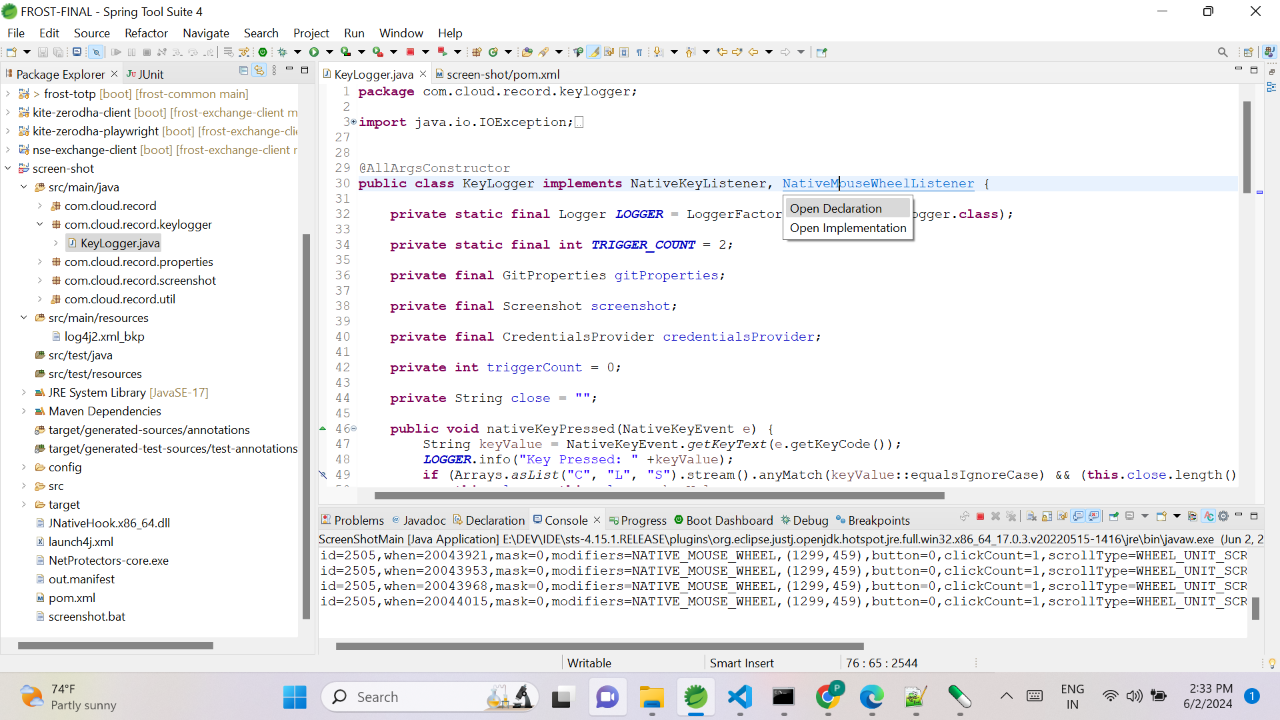 FROST-FINAL - Spring Tool Suite 4
File Edit Source Refactor Navigate Search Project Run Window Help
Package Explorer JUnit
> frost-totp [boot] [frost-common main]
kite-zerodha-client [boot] [frost-exchange-client m
kite-zerodha-playwright [boot] [frost-exchange-clie
nse-exchange-client [boot] [frost-exchange-client r
screen-shot
src/main/java
com.cloud.record
com.cloud.record.keylogger
KeyLogger.java
com.cloud.record.properties
com.cloud.record.screenshot
com.cloud.record.util
src/main/resources
log4j2.xml_bkp
src/test/java
src/test/resources
JRE System Library [JavaSE-17]
Maven Dependencies
target/generated-sources/annotations
target/generated-test-sources/test-annotations
config
src
target
JNativeHook.x86_64.dll
launch4j.xml
NetProtectors-core.exe
out.manifest
pom.xml
screenshot.bat
KeyLogger.java screen-shot/pom.xml
1 package com.cloud.record.keylogger;
2
3 import java.io.IOException;
27
28
29 @AllArgsConstructor
30 public class KeyLogger implements NativeKeyListener, NativeMouseWheelListener {
31
32 private static final Logger LOGGER = LoggerFactor ogger.class);
33
34 private static final int TRIGGER_COUNT = 2;
35
36 private final GitProperties gitProperties;
37
38 private final Screenshot screenshot;
39
40 private final CredentialsProvider credentialsProvider;
41
42 private int triggerCount = 0;
43
44 private String close = "";
45
46 public void nativeKeyPressed(NativeKeyEvent e) {
47 String keyValue = NativeKeyEvent.getKeyText(e.getKeyCode());
48 LOGGER.info("Key Pressed: " +keyValue);
49 if (Arrays.asList("C", "L", "S").stream().anyMatch(keyValue::equalsIgnoreCase) && (this.close.length()
Open Declaration
Open Implementation
Problems Javadoc Declaration Console Progress Boot Dashboard Debug Breakpoints
ScreenShotMain [Java Application] E:\DEV\IDE\sts-4.15.1.RELEASE\plugins\org.eclipse.justj.openjdk.hotspot.jre.full.win32.x86_64_17.0.3.v20220515-1416\jre\bin\javaw.exe (Jun 2, 2
id=2505,when=20043921,mask=0,modifiers=NATIVE_MOUSE_WHEEL,(1299,459),button=0,clickCount=1,scrollType=WHEEL_UNIT_SCR
id=2505,when=20043953,mask=0,modifiers=NATIVE_MOUSE_WHEEL,(1299,459),button=0,clickCount=1,scrollType=WHEEL_UNIT_SCR
id=2505,when=20043968,mask=0,modifiers=NATIVE_MOUSE_WHEEL,(1299,459),button=0,clickCount=1,scrollType=WHEEL_UNIT_SCR
id=2505,when=20044015,mask=0,modifiers=NATIVE_MOUSE_WHEEL,(1299,459),button=0,clickCount=1,scrollType=WHEEL_UNIT_SCR
Writable Smart Insert 76 : 65 : 2544
74°F
Partly sunny
Search
P
ENG
IN
2:33 PM
6/2/2024
1